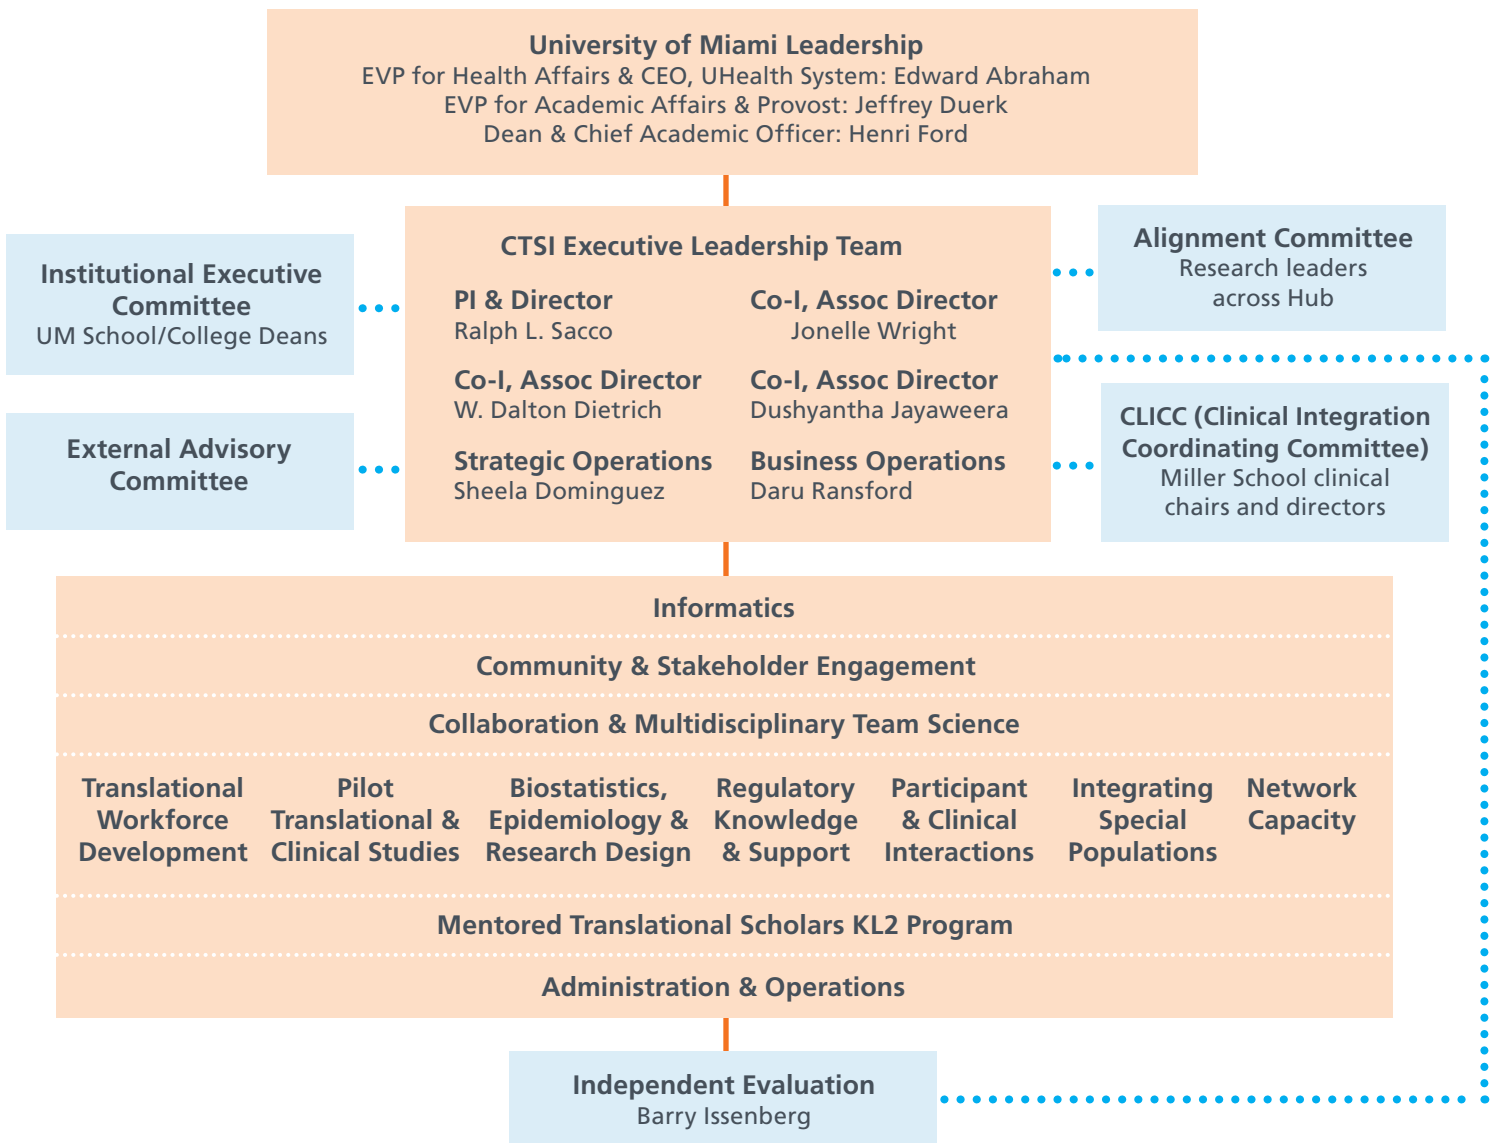 University of Miami Leadership
EVP for Health Affairs & CEO, UHealth System: Edward Abraham
EVP for Academic Affairs & Provost: Jeffrey Duerk
Dean & Chief Academic Officer: Henri Ford
Institutional Executive
Committee
UM School/College Deans
External Advisory
Committee
CTSI Executive Leadership Team
PI & Director
Ralph L. Sacco
Co-I, Assoc Director
Jonelle Wright
Co-I, Assoc Director
W. Dalton Dietrich
Co-I, Assoc Director
Dushyantha Jayaweera
Strategic Operations
Sheela Dominguez
Business Operations
Daru Ransford
Alignment Committee
Research leaders
across Hub
CLICC (Clinical Integration
Coordinating Committee)
Miller School clinical
chairs and directors
Informatics
Community & Stakeholder Engagement
Collaboration & Multidisciplinary Team Science
Translational
Workforce
Development
Pilot
Translational &
Clinical Studies
Biostatistics,
Epidemiology &
Research Design
Regulatory
Knowledge
& Support
Participant
& Clinical
Interactions
Integrating
Special
Populations
Network
Capacity
Mentored Translational Scholars KL2 Program
Administration & Operations
Independent Evaluation
Barry Issenberg